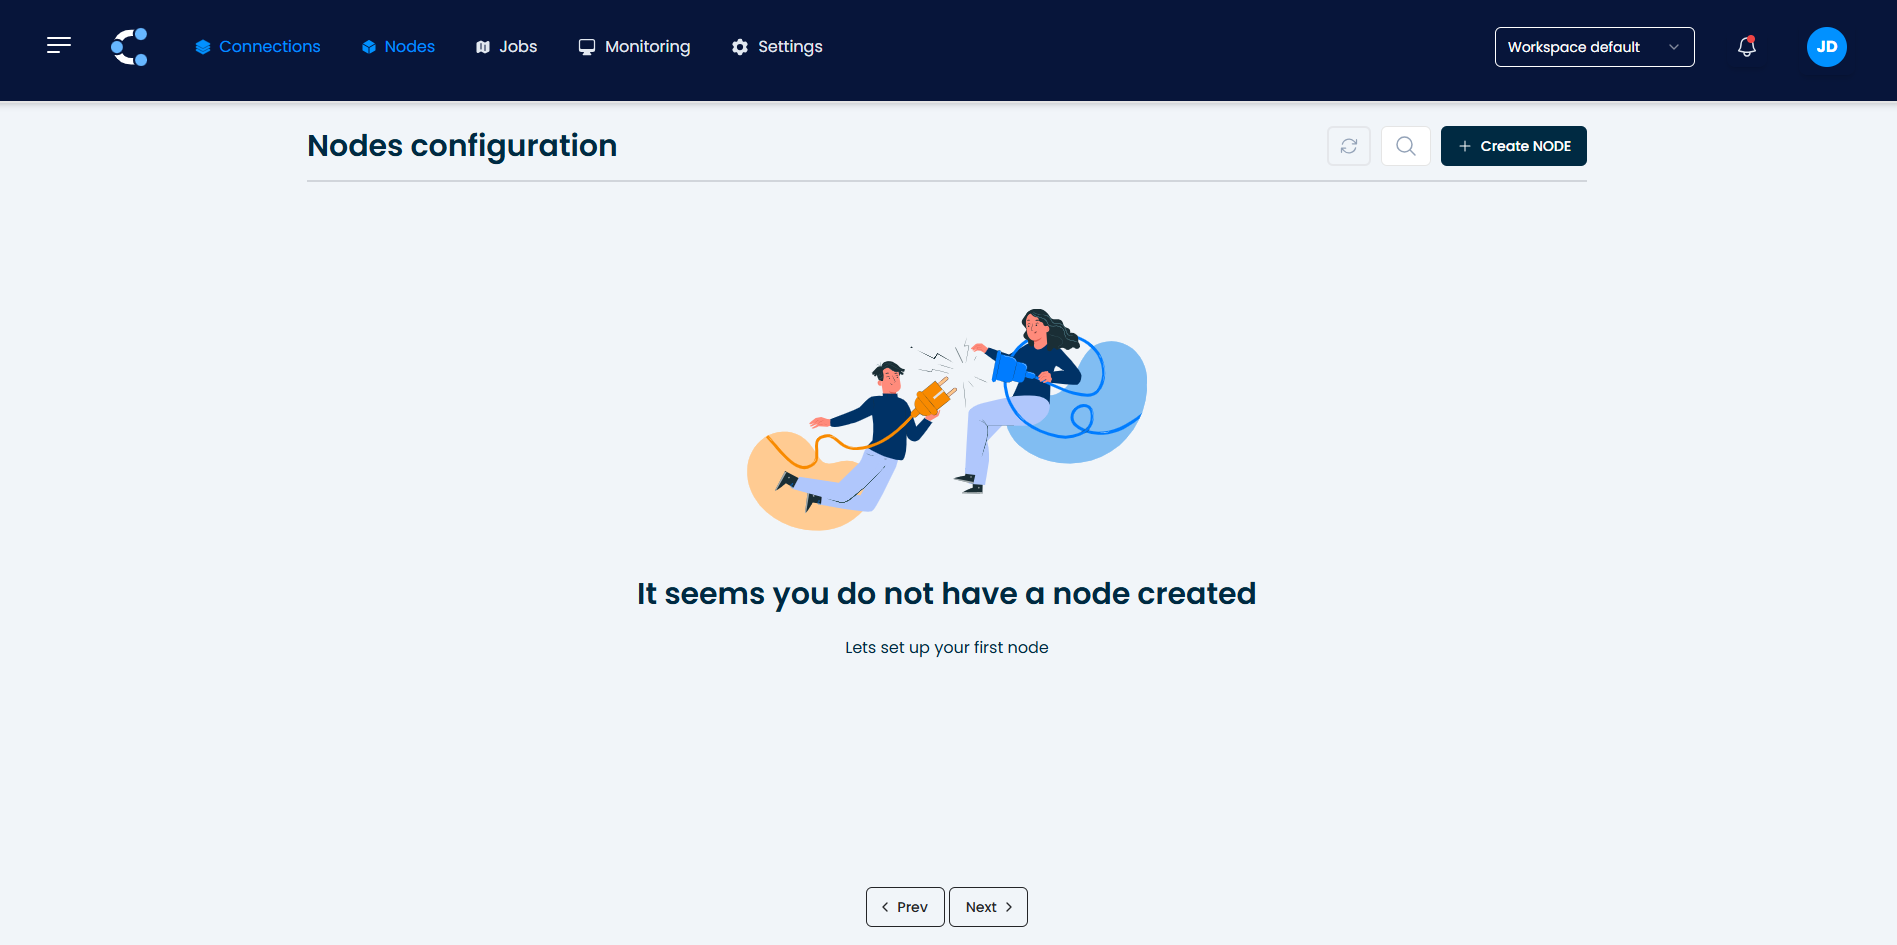 Connections
Nodes
Jobs
Monitoring
Settings
Workspace default
JD
Nodes configuration
Create NODE
It seems you do not have a node created
Lets set up your first node
Prev
Next